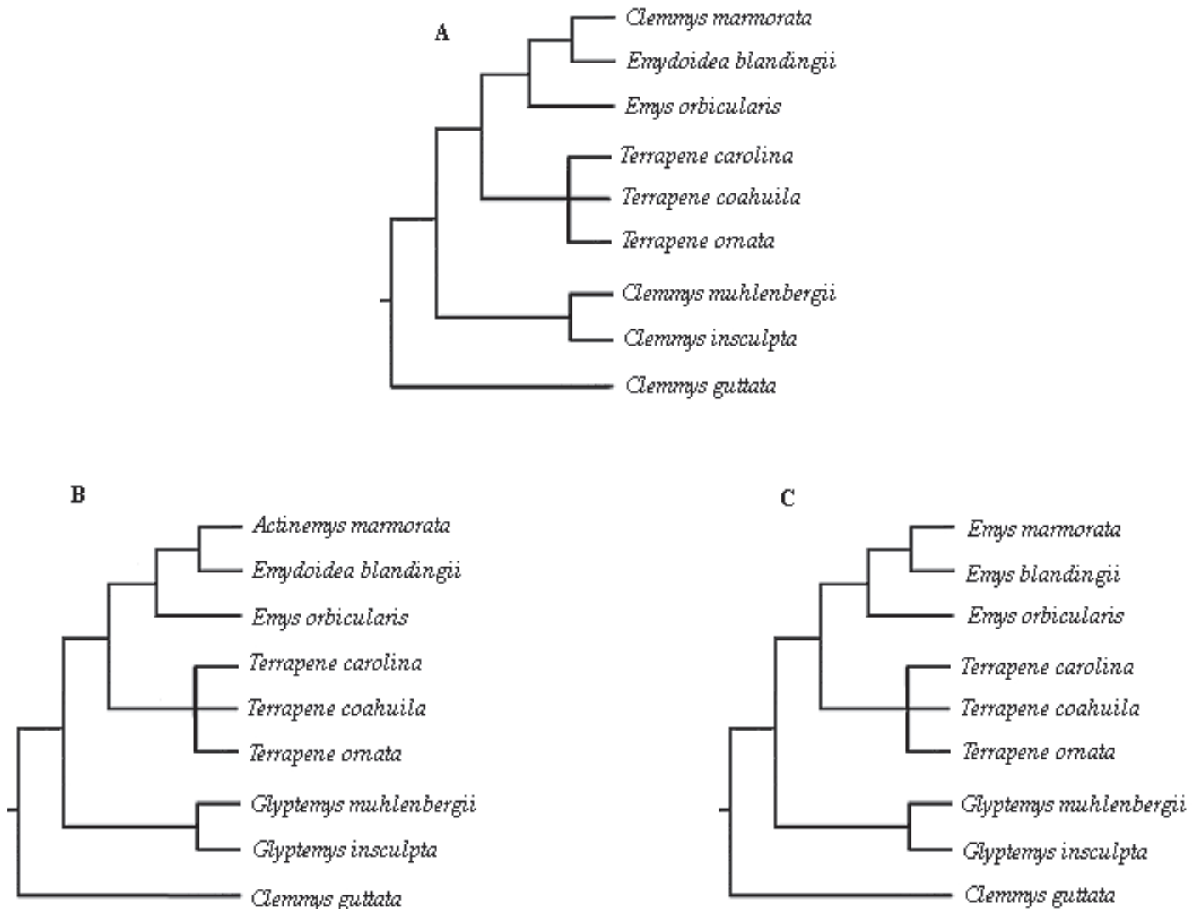 A
Clemmys marmorata
Emydoidea blandingii
Emys orbicularis
Terrapene carolina
Terrapene coahuila
Terrapene ornata
Clemmys muhlenbergii
Clemmys insculpta
Clemmys guttata
B
Actinemys marmorata
Emydoidea blandingii
Emys orbicularis
Terrapene carolina
Terrapene coahuila
Terrapene ornata
Glyptemys muhlenbergii
Glyptemys insculpta
Clemmys guttata
C
Emys marmorata
Emys blandingii
Emys orbicularis
Terrapene carolina
Terrapene coahuila
Terrapene ornata
Glyptemys muhlenbergii
Glyptemys insculpta
Clemmys guttata